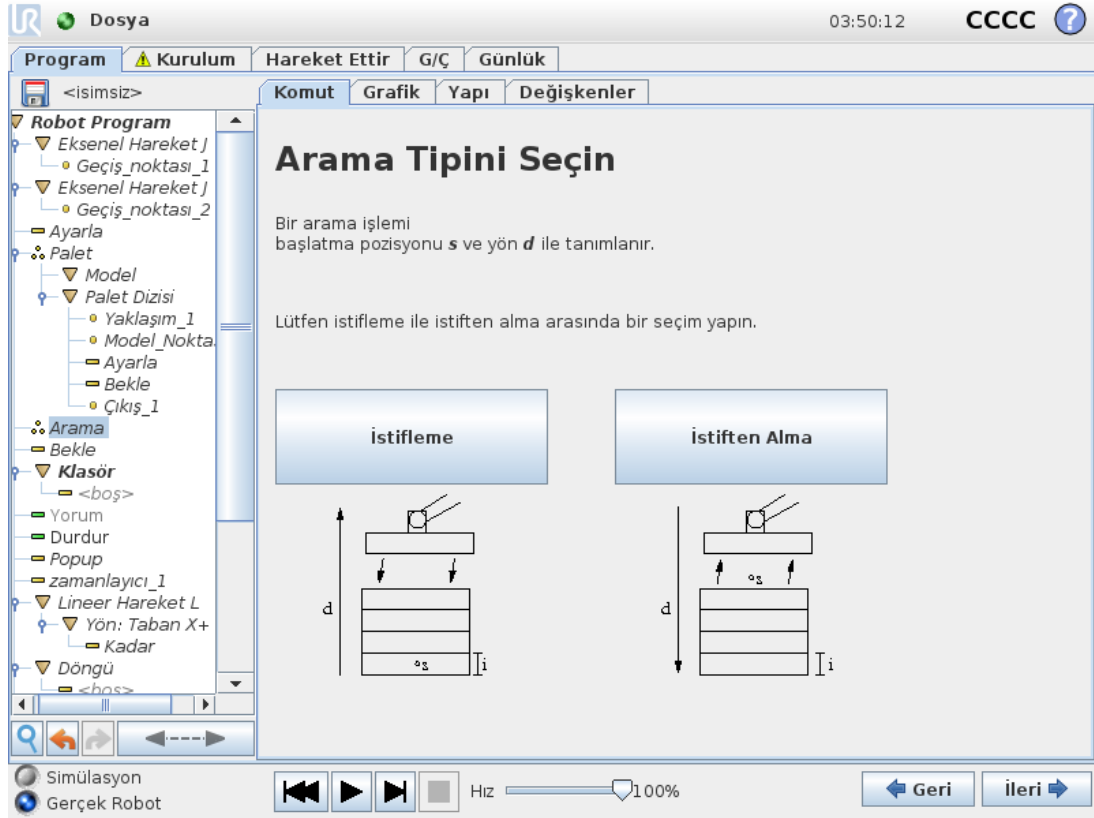 UR
Dosya
03:50:12
CCCC
?
Program
Kurulum
Hareket Ettir
G/Ç
Günlük
<isimsiz>
Komut
Grafik
Yapı
Değişkenler
Robot Program
Eksenel Hareket J
Geçiş_noktası_1
Eksenel Hareket J
Geçiş_noktası_2
Ayarla
Palet
Model
Palet Dizisi
Yaklaşım_1
Model_Nokta
Ayarla
Bekle
Çıkış_1
Arama
Bekle
Klasör
<boş>
Yorum
Durdur
Popup
zamanlayıcı_1
Lineer Hareket L
Yön: Taban X+
Kadar
Döngü
<boş>
Arama Tipini Seçin
Bir arama işlemi
başlatma pozisyonu s ve yön d ile tanımlanır.
Lütfen istifleme ile istiften alma arasında bir seçim yapın.
İstifleme
İstiften Alma
d
s
i
d
s
i
Simülasyon
Gerçek Robot
Hız
100%
Geri
İleri